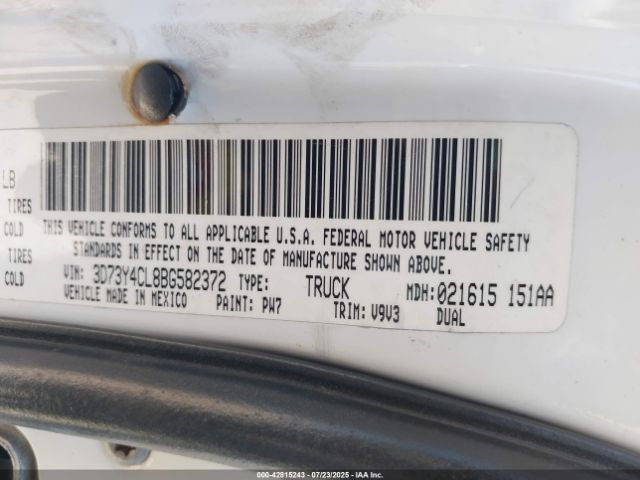 LB
TIRES
COLD
TIRES
COLD
THIS VEHICLE CONFORMS TO ALL APPLICABLE U.S.A. FEDERAL MOTOR VEHICLE SAFETY
STANDARDS IN EFFECT ON THE DATE OF MANUFACTURE SHOWN ABOVE.
VIN: 3D73Y4CL8BG582372 TYPE: TRUCK MDH:021615 151AA
VEHICLE MADE IN MEXICO PAINT: PW7 TRIM: V9V3 DUAL
000-42815243 | 07/23/2025 - IAA, Inc.